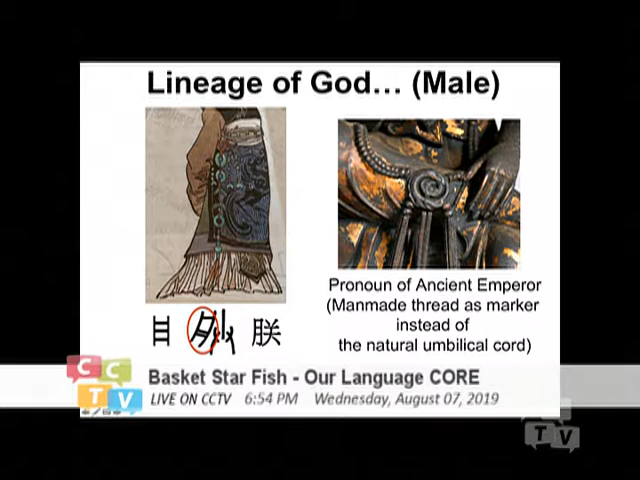 Lineage of God... (Male)
Pronoun of Ancient Emperor
(Manmade thread as marker
instead of
the natural umbilical cord)
目 朕
CCTV
Basket Star Fish - Our Language CORE
LIVE ON CCTV 6:54 PM Wednesday, August 07, 2019
TV